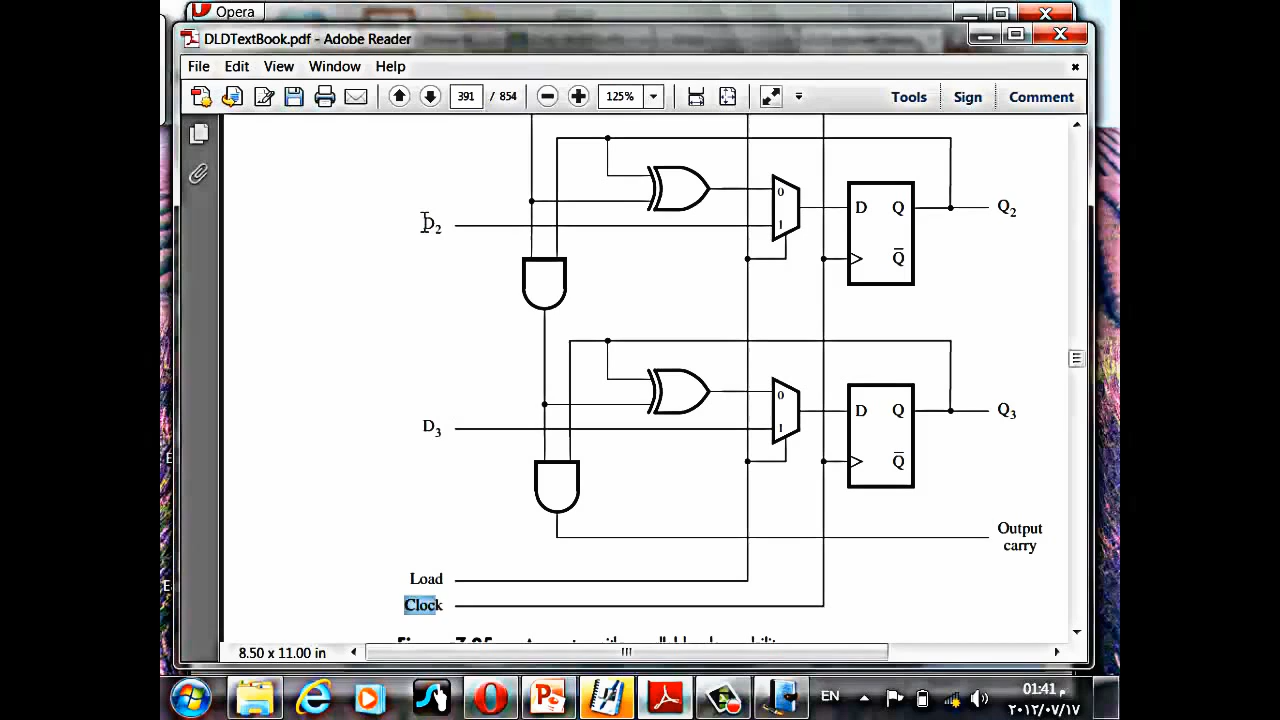 Opera
DLDTextBook.pdf - Adobe Reader
File Edit View Window Help
391 / 854 125% Tools Sign Comment
0
D Q Q2
D2 1
Q̅
0
D Q Q3
D3 1
Q̅
Output
carry
Load
Clock
8.50 x 11.00 in
EN 01:41 م
٢٠١٣/٠٧/١٧